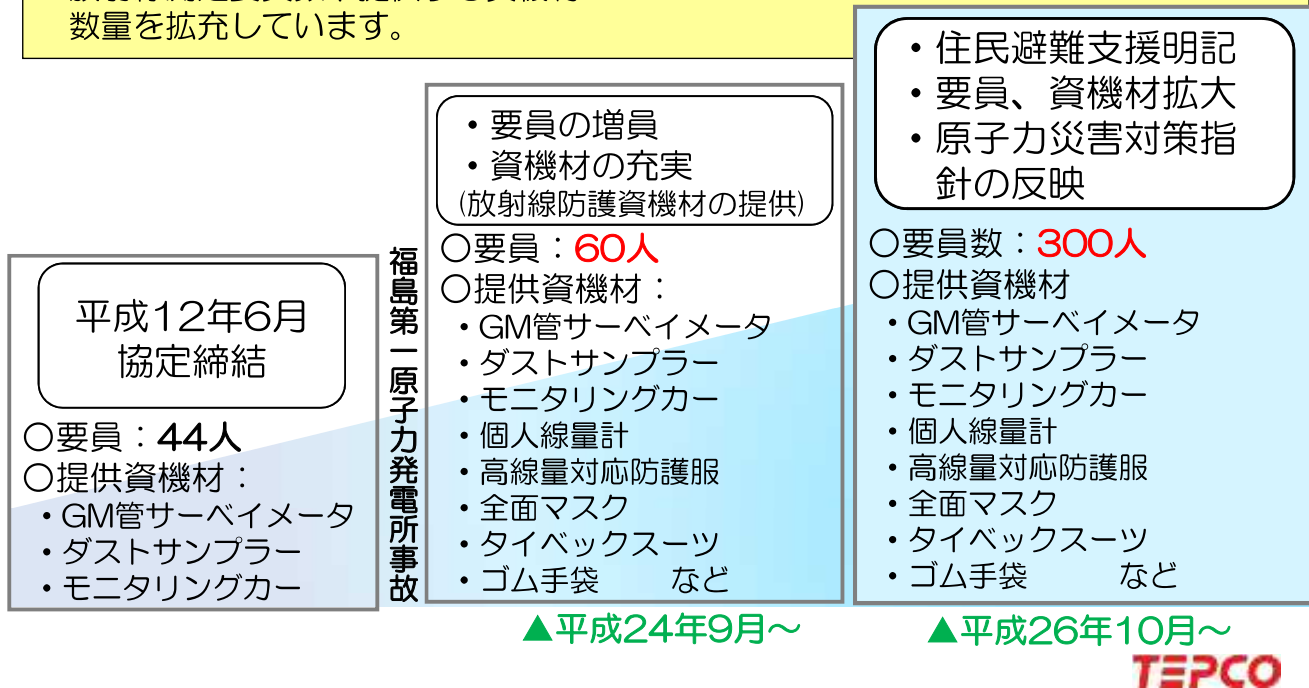 数量を拡充しています。
平成12年6月
協定締結
〇要員：44人
〇提供資機材：
・GM管サーベイメータ
・ダストサンプラー
・モニタリングカー
福島第一原子力発電所事故
・要員の増員
・資機材の充実
(放射線防護資機材の提供)
〇要員：60人
〇提供資機材：
・GM管サーベイメータ
・ダストサンプラー
・モニタリングカー
・個人線量計
・高線量対応防護服
・全面マスク
・タイベックスーツ
・ゴム手袋　　など
▲平成24年9月～
・住民避難支援明記
・要員、資機材拡大
・原子力災害対策指
針の反映
〇要員数：300人
〇提供資機材
・GM管サーベイメータ
・ダストサンプラー
・モニタリングカー
・個人線量計
・高線量対応防護服
・全面マスク
・タイベックスーツ
・ゴム手袋　　など
▲平成26年10月～
TEPCO